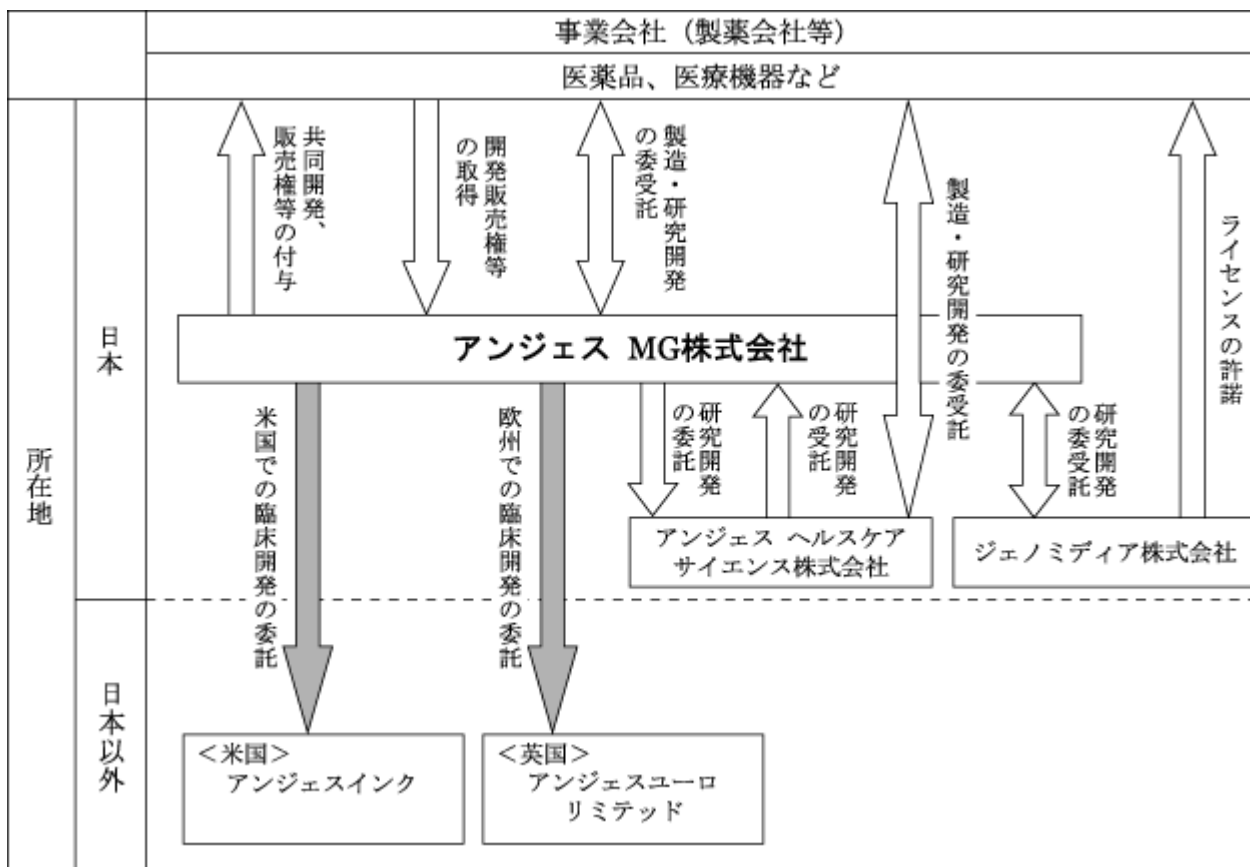 事業会社（製薬会社等）
医薬品、医療機器など
共同開発、
販売権等の付与
開発販売権等
の取得
製造・研究開発
の委受託
製造・研究開発の委受託
ライセンスの許諾
所在地
日本
アンジェス MG株式会社
米国での臨床開発の委託
欧州での臨床開発の委託
研究開発
の委託
研究開発
の受託
研究開発
の委受託
アンジェス ヘルスケア
サイエンス株式会社
ジェノミディア株式会社
日本以外
＜米国＞
アンジェスインク
＜英国＞
アンジェスユーロ
リミテッド